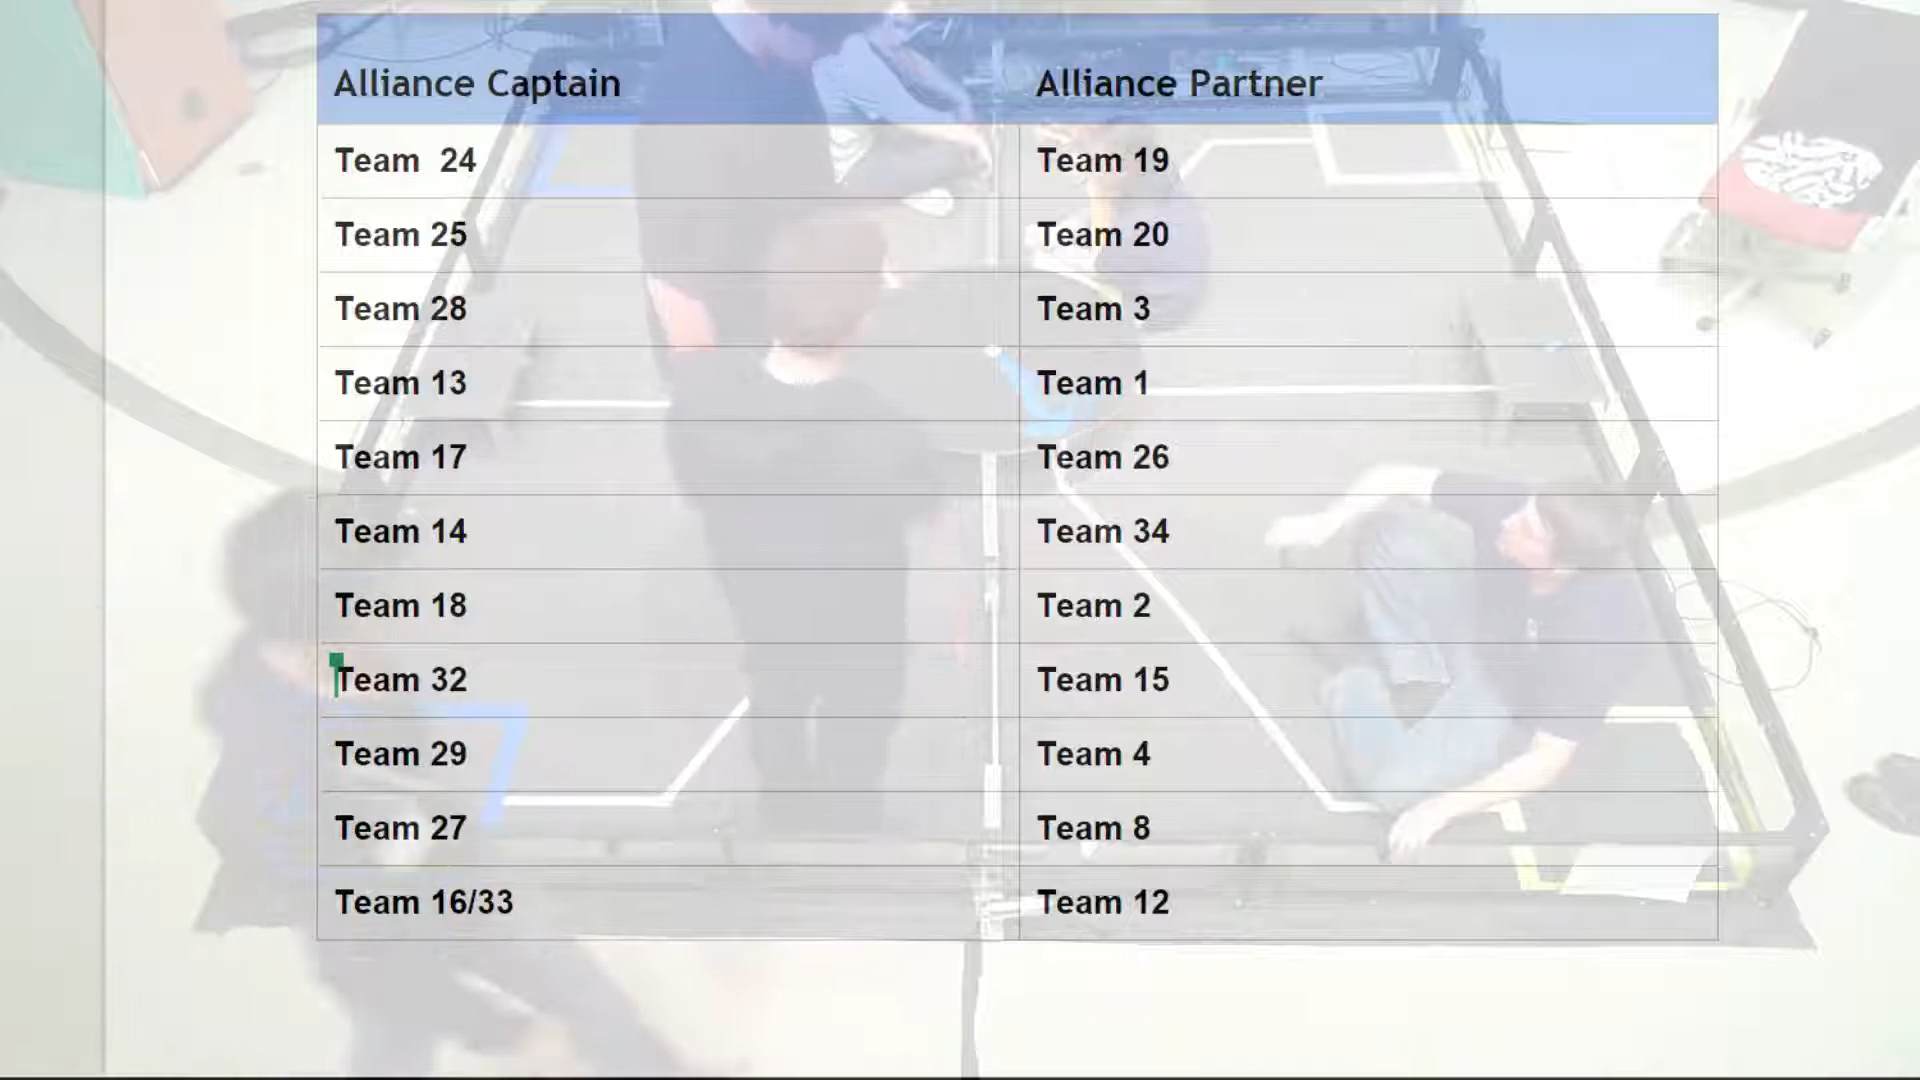 Alliance Captain Alliance Partner
Team 24 Team 19
Team 25 Team 20
Team 28 Team 3
Team 13 Team 1
Team 17 Team 26
Team 14 Team 34
Team 18 Team 2
Team 32 Team 15
Team 29 Team 4
Team 27 Team 8
Team 16/33 Team 12